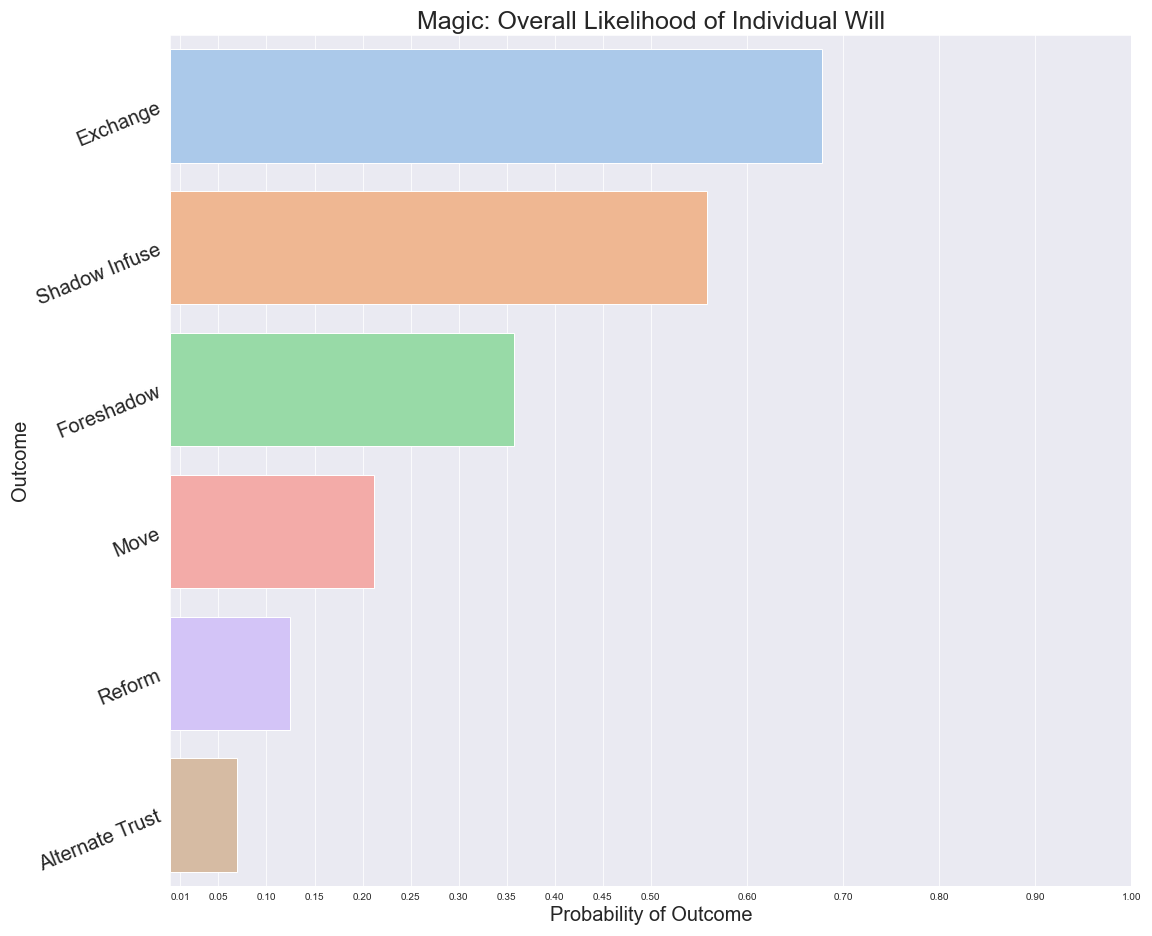 Magic: Overall Likelihood of Individual Will
Exchange
Shadow Infuse
Foreshadow
Move
Reform
Alternate Trust
Outcome
0.01 0.05 0.10 0.15 0.20 0.25 0.30 0.35 0.40 0.45 0.50 0.60 0.70 0.80 0.90 1.00
Probability of Outcome